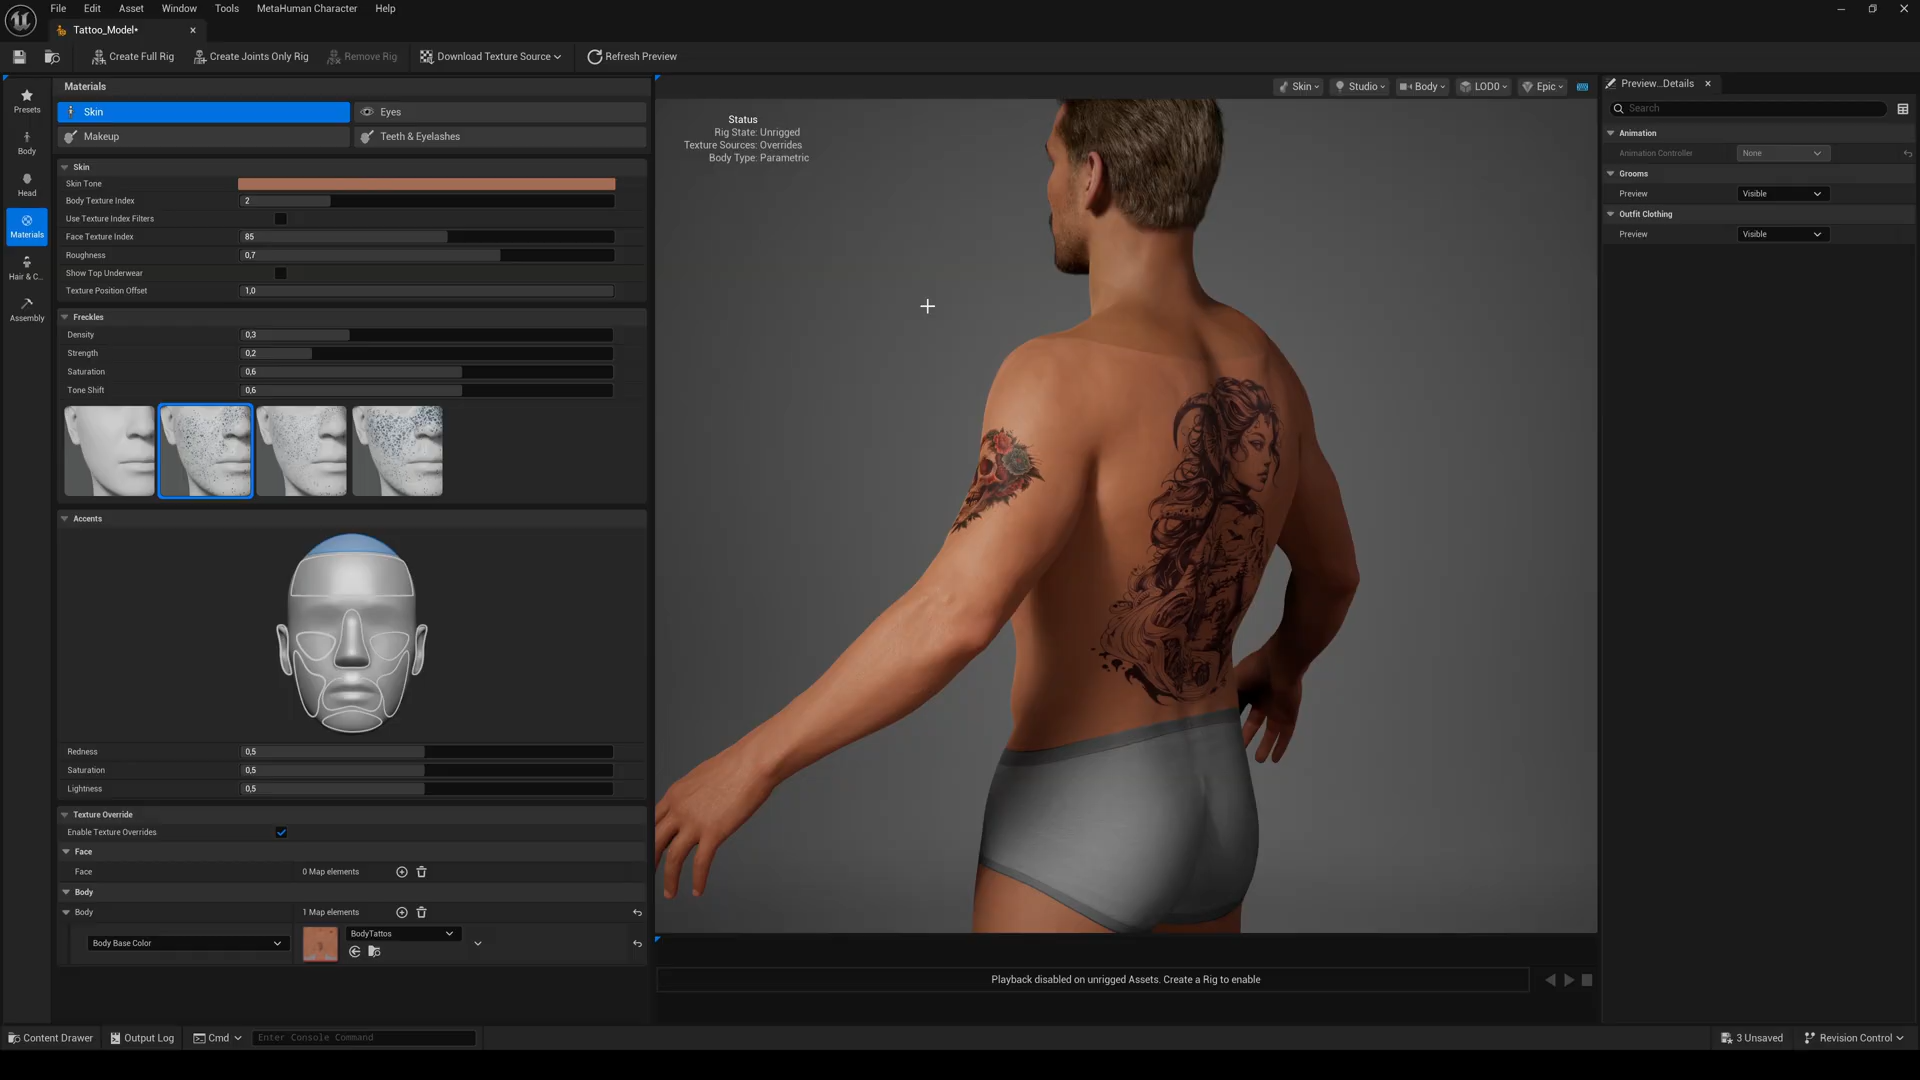 File Edit Asset Window Tools MetaHuman Character Help
Tattoo_Model•
Create Full Rig Create Joints Only Rig Remove Rig Download Texture Source Refresh Preview
Materials
Skin Eyes
Makeup Teeth & Eyelashes
Presets
Body
Head
Materials
Hair & C...
Assembly
Skin
Skin Tone
Body Texture Index 2
Use Texture Index Filters
Face Texture Index 85
Roughness 0,7
Show Top Underwear
Texture Position Offset 1,0
Freckles
Density 0,3
Strength 0,2
Saturation 0,6
Tone Shift 0,6
Accents
Redness 0,5
Saturation 0,5
Lightness 0,5
Texture Override
Enable Texture Overrides
Face
Face 0 Map elements
Body
Body 1 Map elements
Body Base Color BodyTattos
Skin Studio Body LOD0 Epic
Status
Rig State: Unrigged
Texture Sources: Overrides
Body Type: Parametric
Playback disabled on unrigged Assets. Create a Rig to enable
Preview...Details
Search
Animation
Animation Controller None
Grooms
Preview Visible
Outfit Clothing
Preview Visible
Content Drawer Output Log Cmd Enter Console Command
3 Unsaved Revision Control